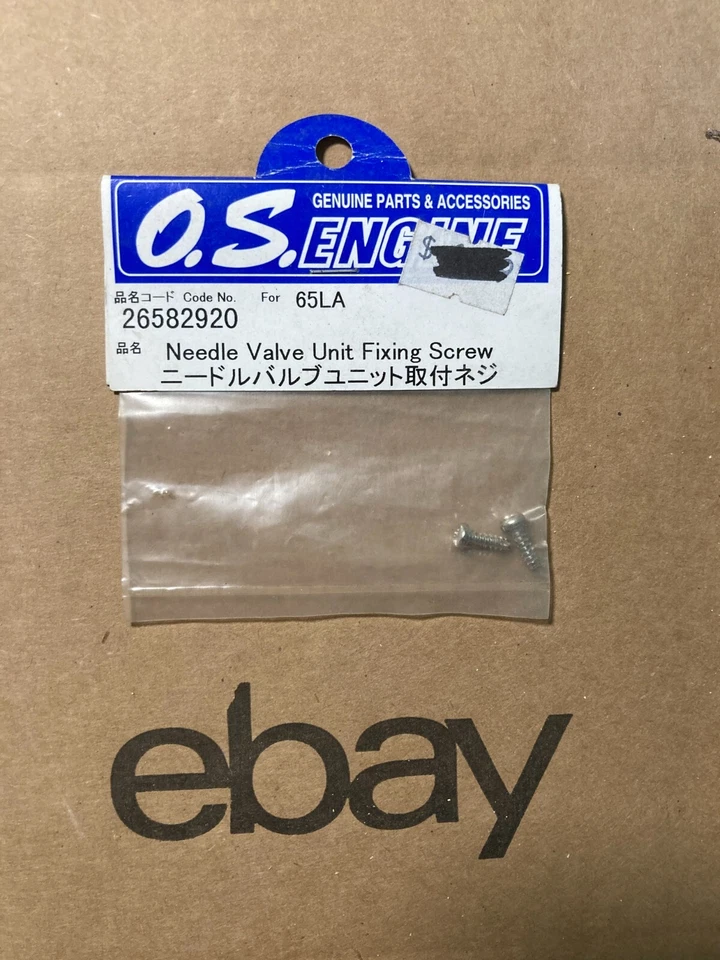 GENUINE PARTS & ACCESSORIES
O.S. ENGINE
品名コード Code No. For 65LA
26582920
品名 Needle Valve Unit Fixing Screw
ニードルバルブユニット取付ネジ
$
ebay